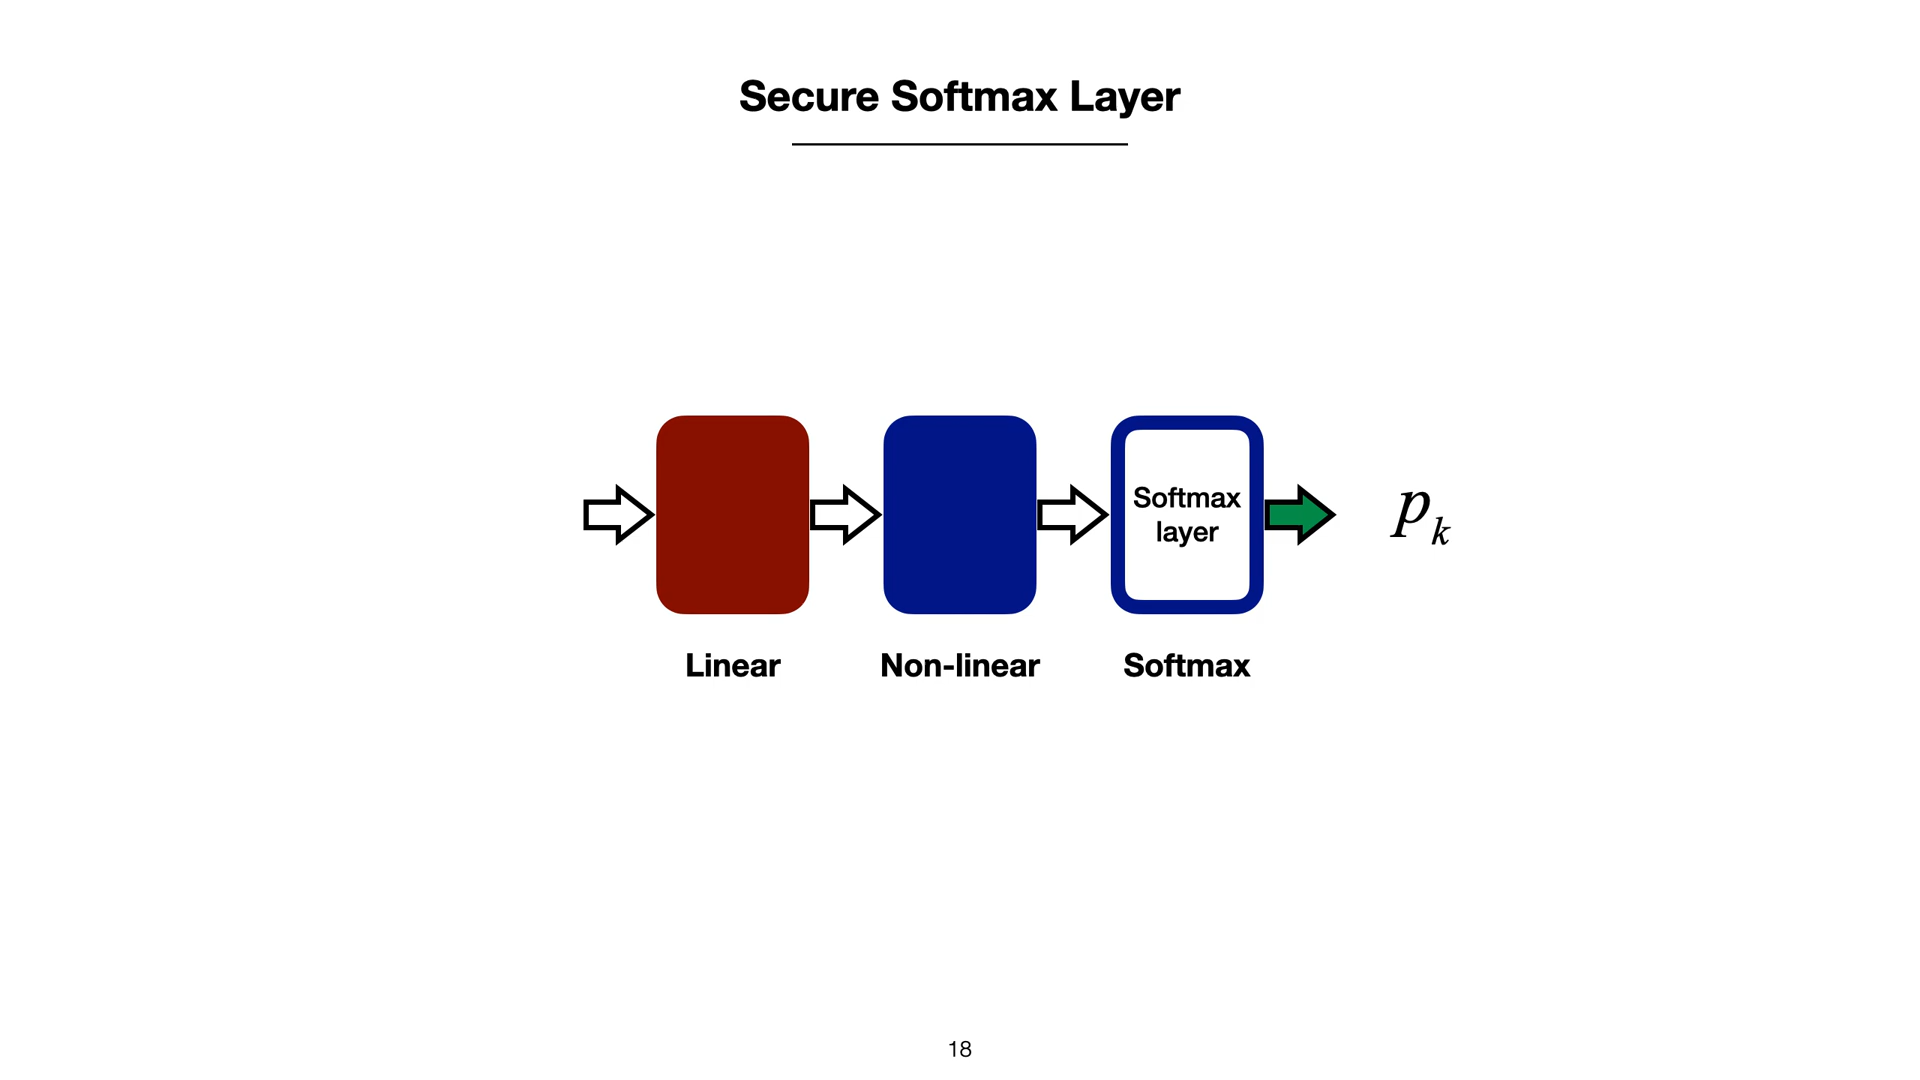 Secure Softmax Layer
Softmax
layer
p_k
Linear
Non-linear
Softmax
18